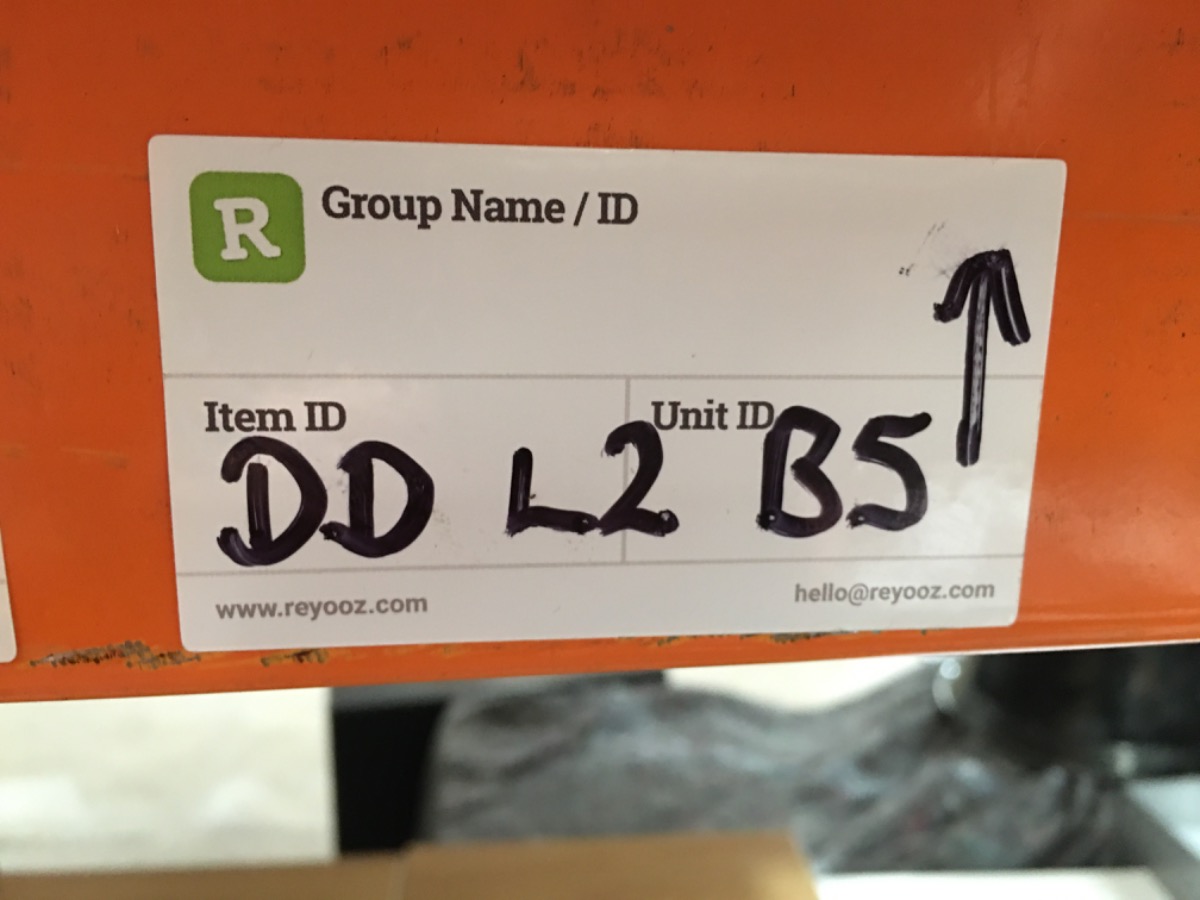 R Group Name / ID
Item ID Unit ID
DD L2 B5 ↑
www.reyooz.com hello@reyooz.com